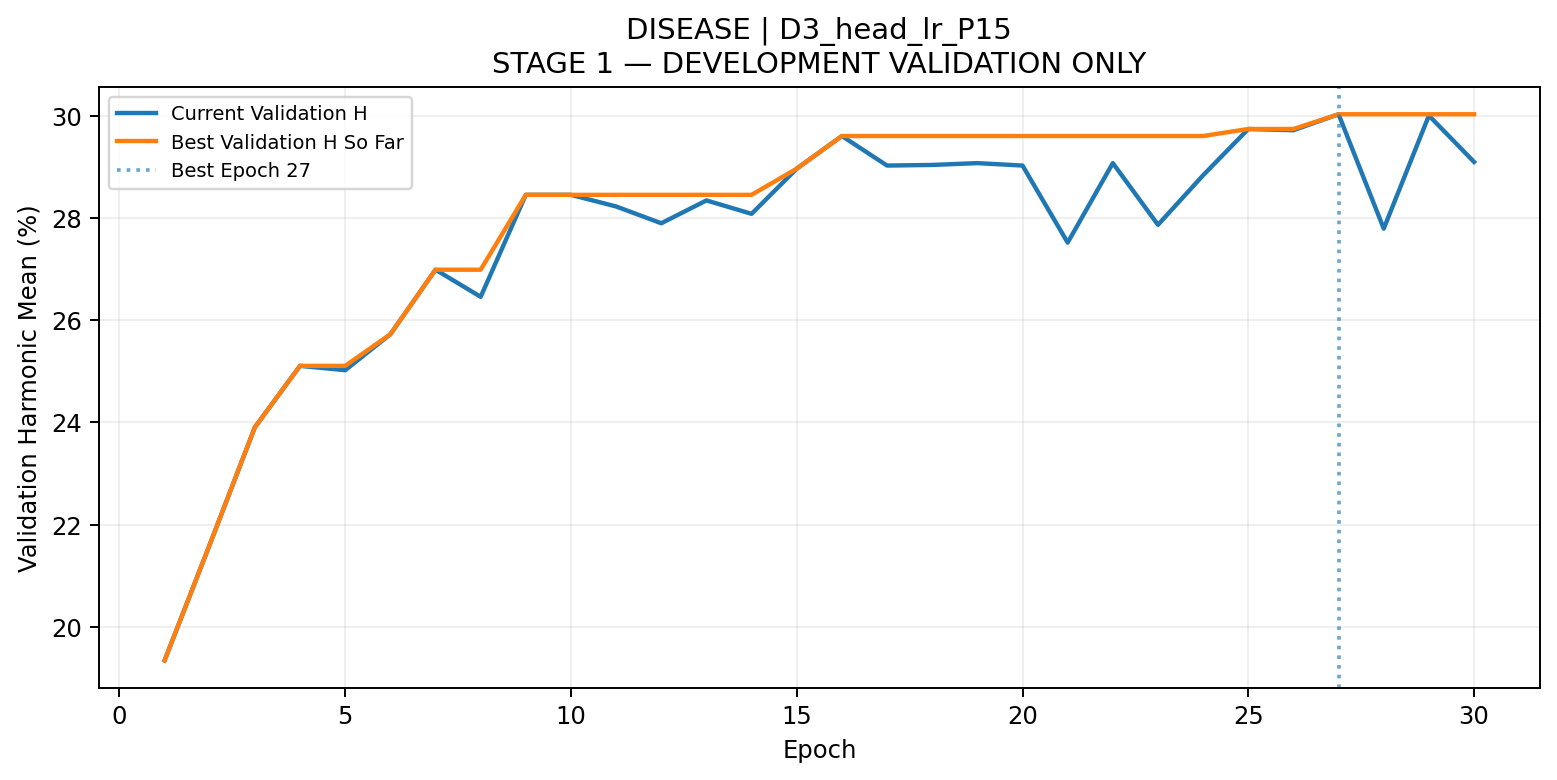 DISEASE | D3_head_lr_P15
STAGE 1 — DEVELOPMENT VALIDATION ONLY
Current Validation H
Best Validation H So Far
Best Epoch 27
Validation Harmonic Mean (%)
30
28
26
24
22
20
0 5 10 15 20 25 30
Epoch